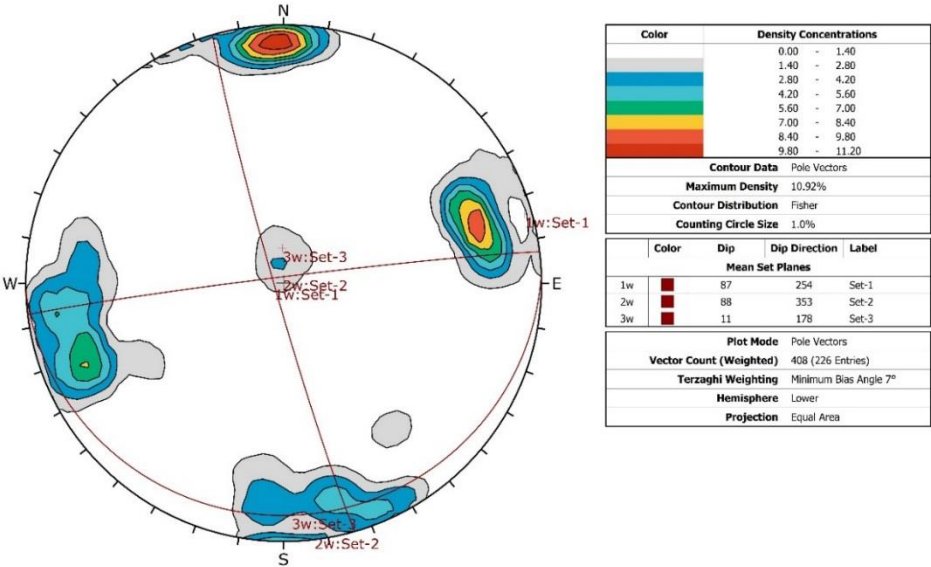 N
W
E
S
1w:Set-1
3w:Set-3
2w:Set-2
1w:Set-1
3w:Set-3
2w:Set-2
Color Density Concentrations
0.00 - 1.40
1.40 - 2.80
2.80 - 4.20
4.20 - 5.60
5.60 - 7.00
7.00 - 8.40
8.40 - 9.80
9.80 - 11.20
Contour Data Pole Vectors
Maximum Density 10.92%
Contour Distribution Fisher
Counting Circle Size 1.0%
Color Dip Dip Direction Label
Mean Set Planes
1w 87 254 Set-1
2w 88 353 Set-2
3w 11 178 Set-3
Plot Mode Pole Vectors
Vector Count (Weighted) 408 (226 Entries)
Terzaghi Weighting Minimum Bias Angle 7°
Hemisphere Lower
Projection Equal Area